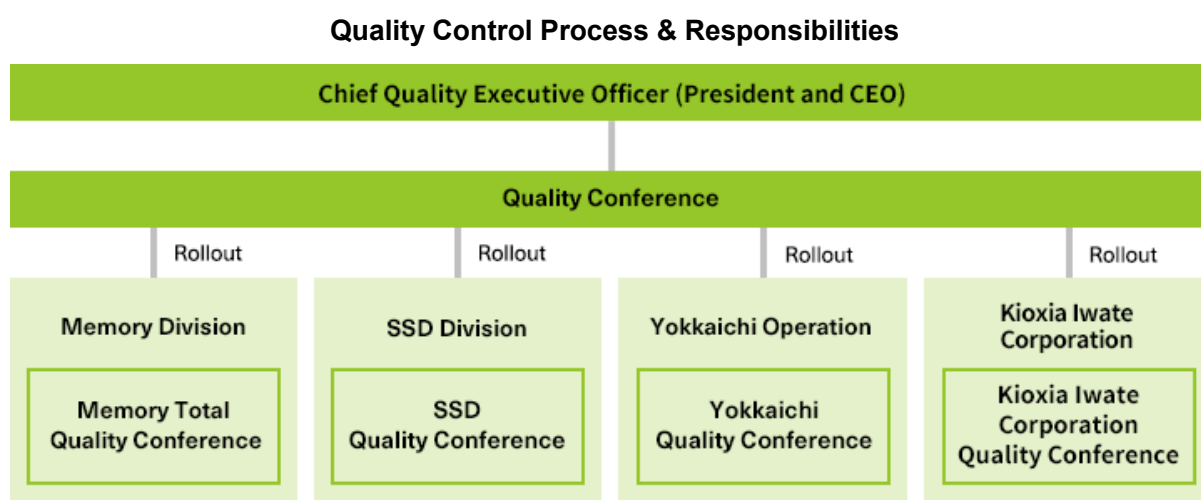 Quality Control Process & Responsibilities
Chief Quality Executive Officer (President and CEO)
Quality Conference
Rollout
Rollout
Rollout
Rollout
Memory Division
Memory Total
Quality Conference
SSD Division
SSD
Quality Conference
Yokkaichi Operation
Yokkaichi
Quality Conference
Kioxia Iwate
Corporation
Kioxia Iwate
Corporation
Quality Conference